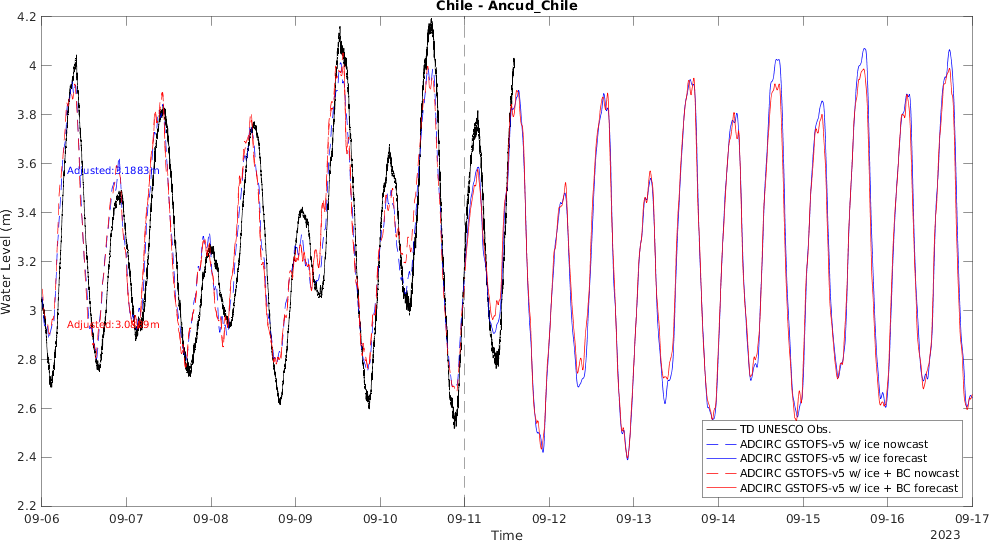 Chile - Ancud_Chile
Water Level (m)
4.2
4
3.8
3.6
3.4
3.2
3
2.8
2.6
2.4
2.2
Adjusted:3.1883m
TD UNESCO Obs.
ADCIRC GSTOFS-v5 w/ ice nowcast
ADCIRC GSTOFS-v5 w/ ice forecast
ADCIRC GSTOFS-v5 w/ ice + BC nowcast
ADCIRC GSTOFS-v5 w/ ice + BC forecast
09-06 09-07 09-08 09-09 09-10 09-11 09-12 09-13 09-14 09-15 09-16 09-17
Time
2023